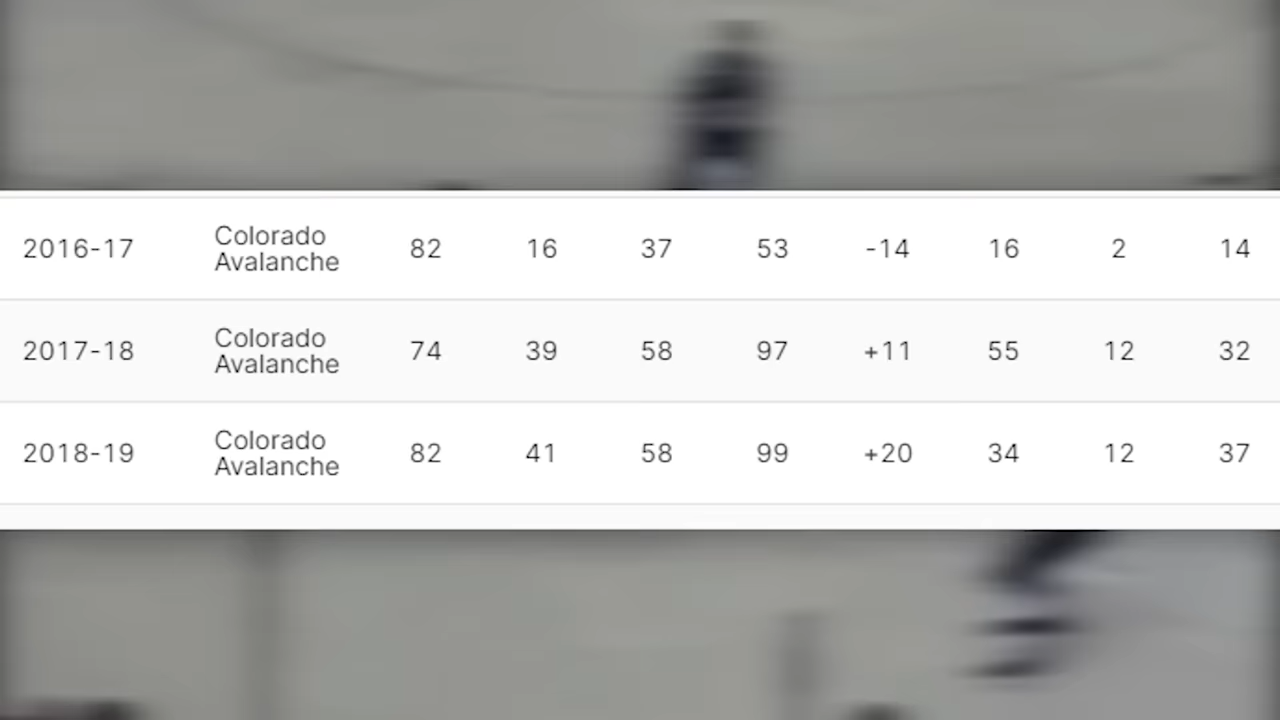 2016-17 Colorado Avalanche 82 16 37 53 -14 16 2 14
2017-18 Colorado Avalanche 74 39 58 97 +11 55 12 32
2018-19 Colorado Avalanche 82 41 58 99 +20 34 12 37